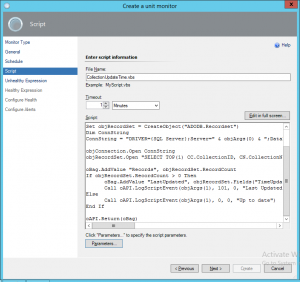 Create a unit monitor
Script
Help
Monitor Type
General
Schedule
Script
Unhealthy Expression
Healthy Expression
Configure Health
Configure Alerts
Enter script information
File Name
CollectionUpdateTime.vbs
Example: MyScript.vbs
Timeout:
1 Minutes
Script:
Edit in full screen...
Set objRecordSet = CreateObject("ADODB.Recordset")
Dim ConnString
ConnString = "DRIVER={SQL Server};Server=" & objArgs(0) & ";Datab
objConnection.Open ConnString
objRecordSet.Open "SELECT TOP(1) CC.CollectionID, CN.CollectionN
oBag.AddValue "Records", objRecordSet.RecordCount
If objRecordSet.RecordCount > 0 Then
oBag.AddValue "LastUpdated", objRecordSet.Fields("TimeUpda
Call oAPI.LogScriptEvent(objArgs(1), 101, 0, "Last Updated
Else
Call oAPI.LogScriptEvent(objArgs(1), 0, 0, "Up to date")
End If
oAPI.Return(oBag)
Click "Parameters..." to specify the script parameters.
Parameters...
Activate W
< Previous
Next >
Create
Cancel